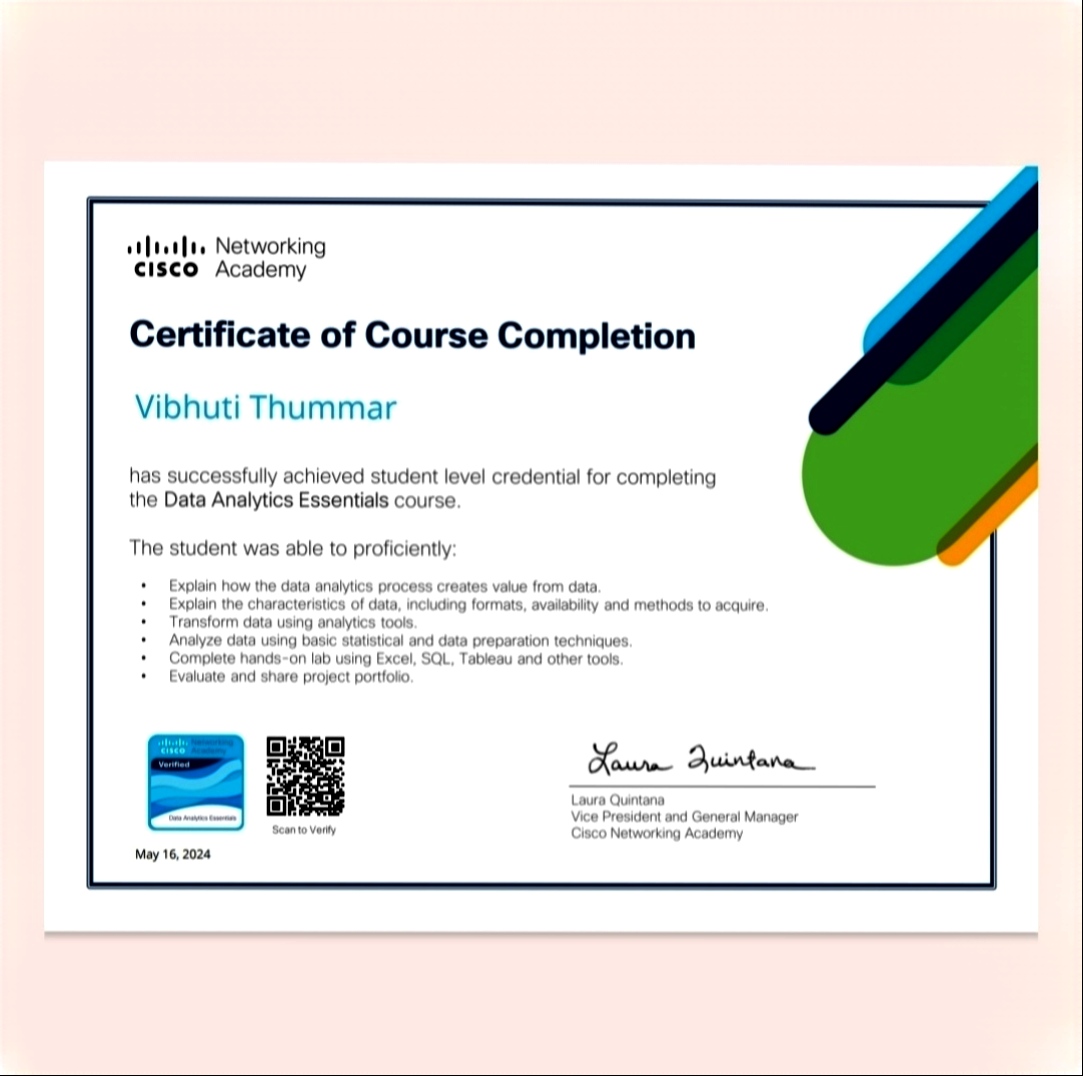 Networking
CISCO Academy
Certificate of Course Completion
Vibhuti Thummar
has successfully achieved student level credential for completing
the Data Analytics Essentials course.
The student was able to proficiently:
• Explain how the data analytics process creates value from data.
• Explain the characteristics of data, including formats, availability and methods to acquire.
• Transform data using analytics tools.
• Analyze data using basic statistical and data preparation techniques.
• Complete hands-on lab using Excel, SQL, Tableau and other tools.
• Evaluate and share project portfolio.
Networking
CISCO Academy
Verified
Data Analytics Essentials
Scan to Verify
May 16, 2024
Laura Quintana
Laura Quintana
Vice President and General Manager
Cisco Networking Academy